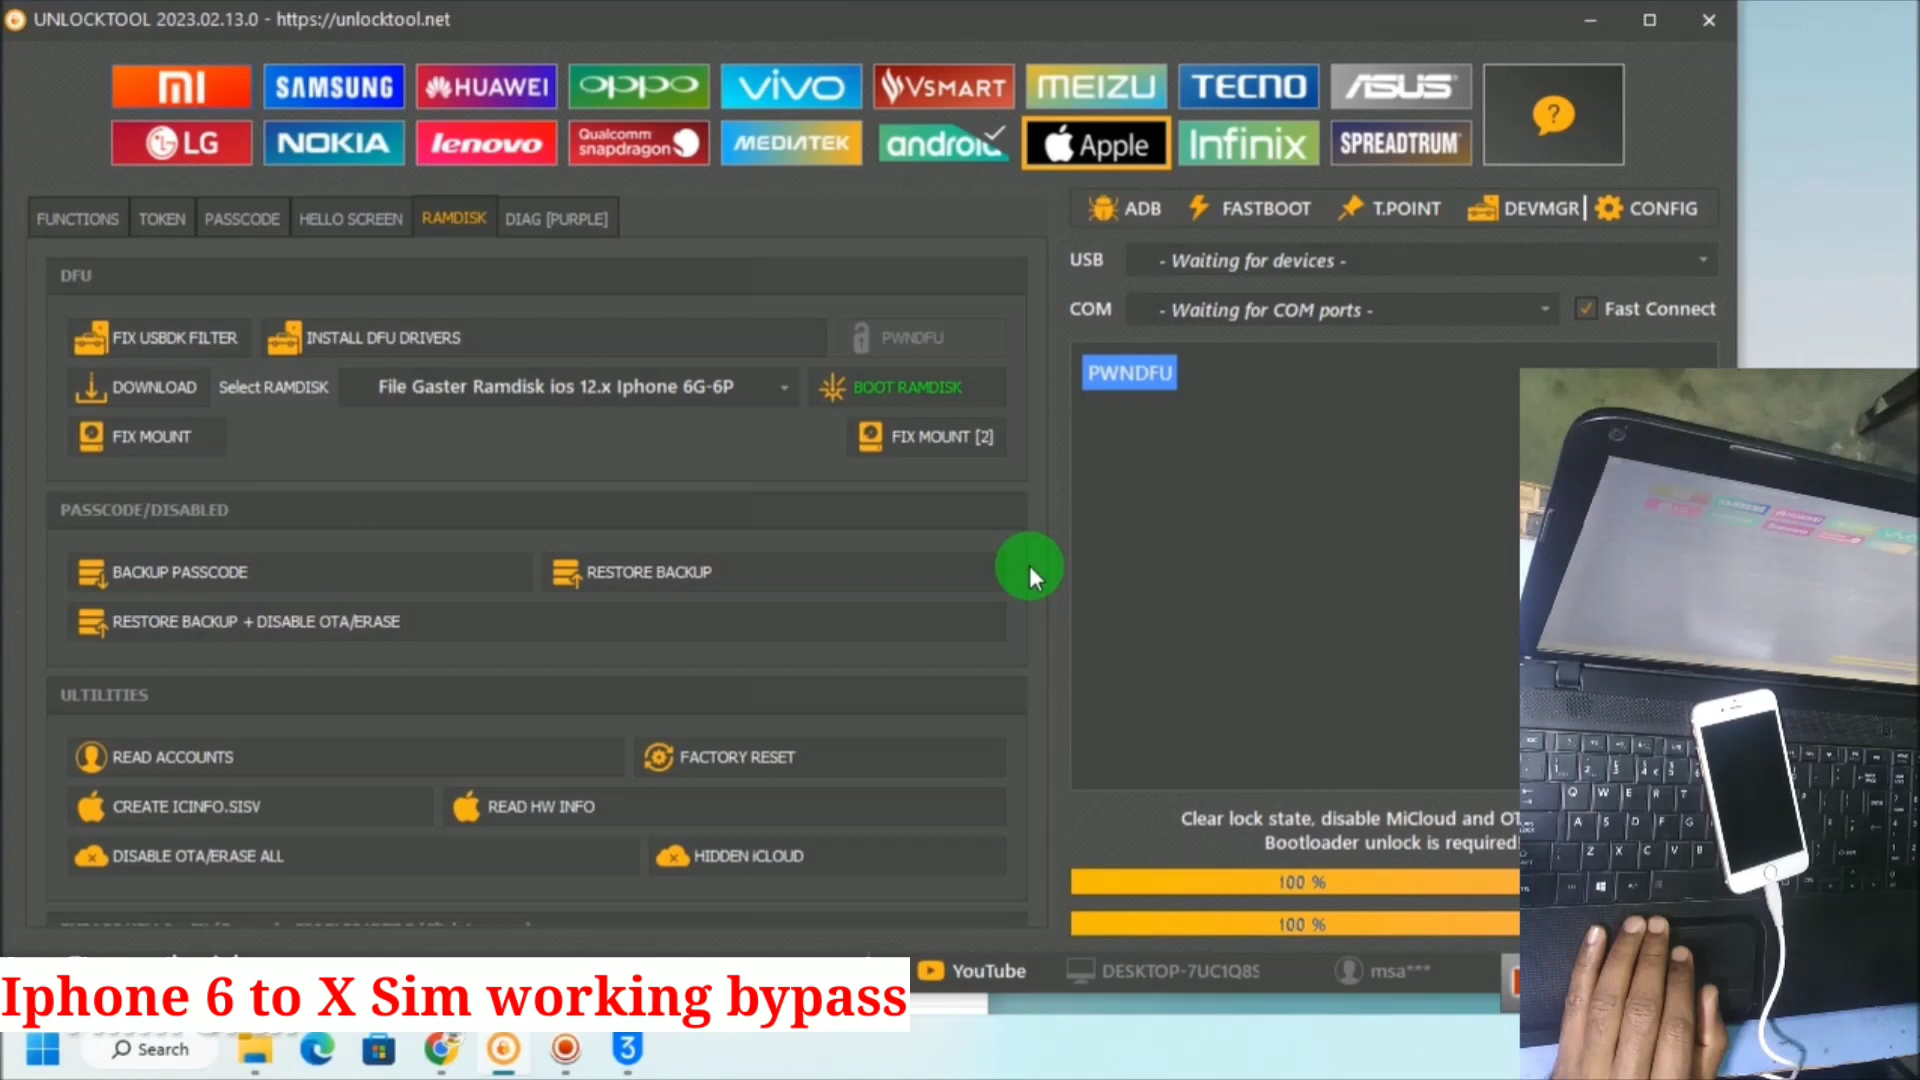 UNLOCKTOOL 2023.02.13.0 - https://unlocktool.net
MI SAMSUNG HUAWEI oppo vivo VSMART MEIZU TECNO ASUS ?
LG NOKIA lenovo Qualcomm snapdragon MEDIATEK android Apple Infinix SPREADTRUM
FUNCTIONS TOKEN PASSCODE HELLO SCREEN RAMDISK DIAG [PURPLE]
ADB FASTBOOT T.POINT DEVMGR CONFIG
USB - Waiting for devices -
COM - Waiting for COM ports - Fast Connect
DFU
FIX USBDK FILTER INSTALL DFU DRIVERS PWNDFU
DOWNLOAD Select RAMDISK File Gaster Ramdisk ios 12.x Iphone 6G-6P BOOT RAMDISK
FIX MOUNT FIX MOUNT [2]
PWNDFU
PASSCODE/DISABLED
BACKUP PASSCODE RESTORE BACKUP
RESTORE BACKUP + DISABLE OTA/ERASE
ULTILITIES
READ ACCOUNTS FACTORY RESET
CREATE ICINFO.SISV READ HW INFO
DISABLE OTA/ERASE ALL HIDDEN iCLOUD
Clear lock state, disable MiCloud and OT
Bootloader unlock is required
100 %
100 %
YouTube DESKTOP-7UC1Q8S msa***
Iphone 6 to X Sim working bypass
Search
3